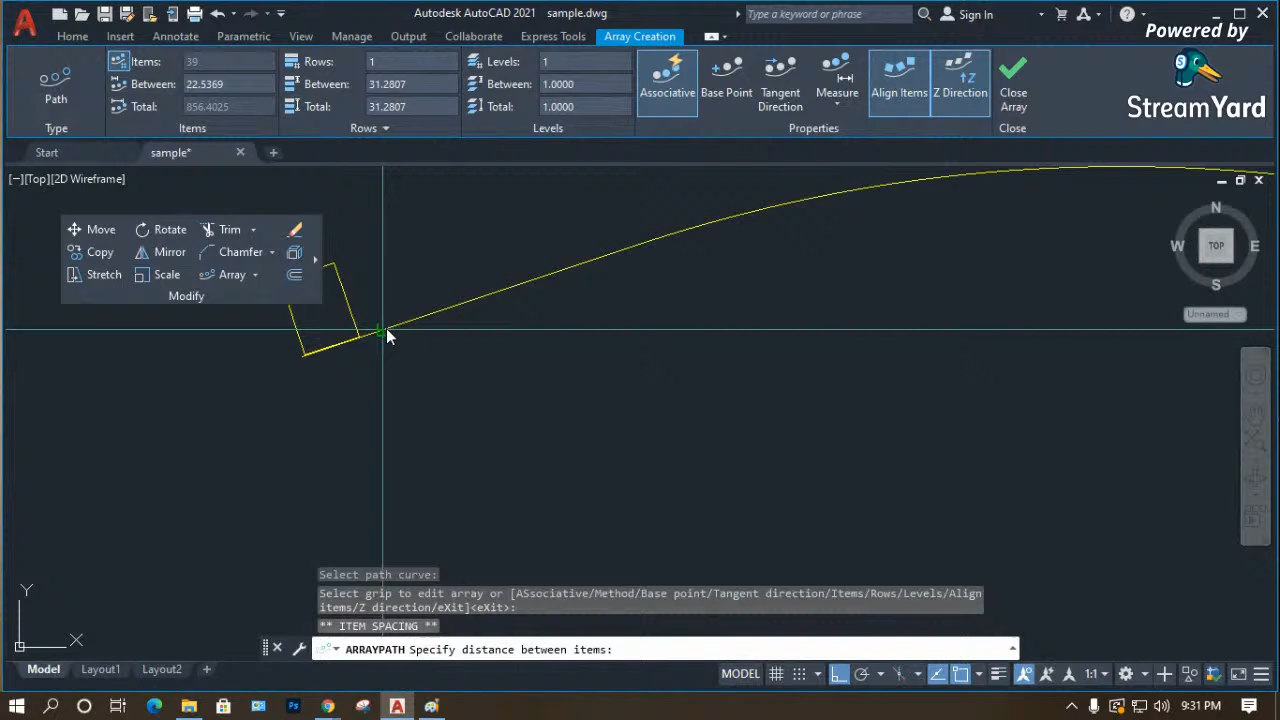 Autodesk AutoCAD 2021 sample.dwg
Type a keyword or phrase
Sign In
Powered by
StreamYard
Home Insert Annotate Parametric View Manage Output Collaborate Express Tools Array Creation
Path
Type
Items: 39
Between: 22.5369
Total: 856.4025
Items
Rows: 1
Between: 31.2807
Total: 31.2807
Rows
Levels: 1
Between: 1.0000
Total: 1.0000
Levels
Associative
Base Point
Tangent
Direction
Measure
Align Items
Z Direction
Properties
Close
Array
Close
Start
sample*
[−][Top][2D Wireframe]
Move Rotate Trim
Copy Mirror Chamfer
Stretch Scale Array
Modify
N
W TOP E
S
Unnamed
Y
X
Select path curve:
Select grip to edit array or [ASsociative/Method/Base point/Tangent direction/Items/Rows/Levels/Align
items/Z direction/eXit]<eXit>:
** ITEM SPACING **
ARRAYPATH Specify distance between items:
Model Layout1 Layout2
MODEL
1:1
Ps
9:31 PM